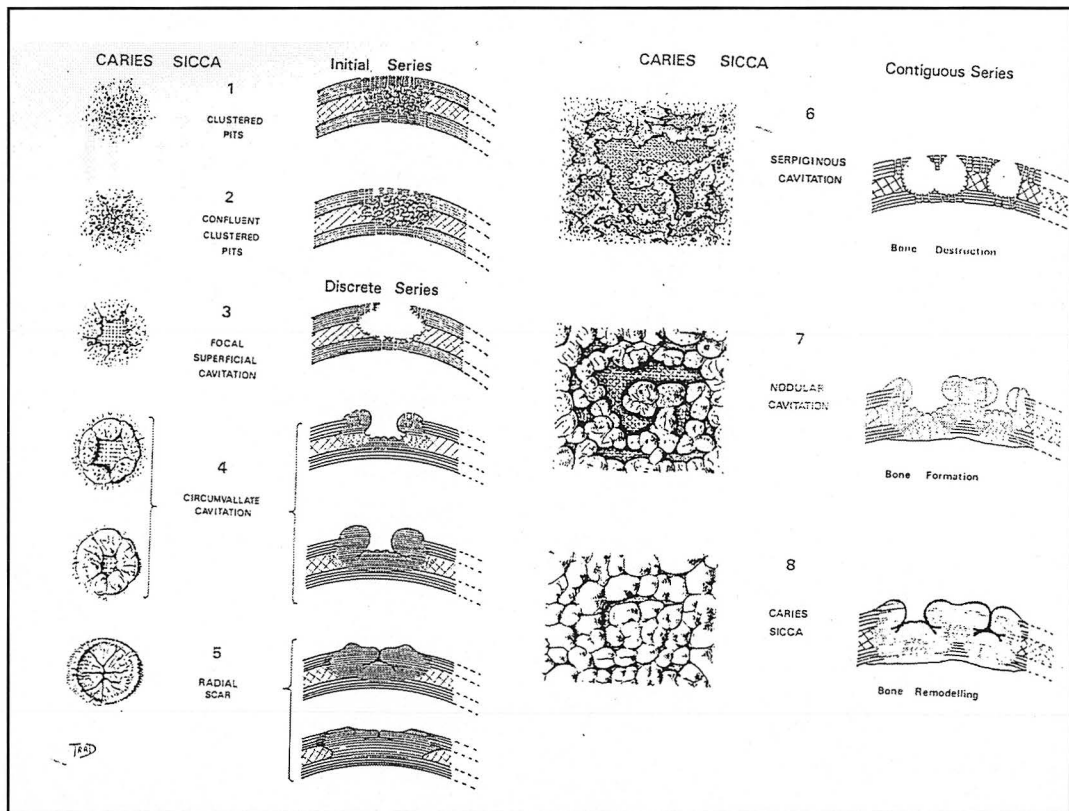 CARIES SICCA
Initial Series
1
CLUSTERED
PITS
2
CONFLUENT
CLUSTERED
PITS
Discrete Series
3
FOCAL
SUPERFICIAL
CAVITATION
4
CIRCUMVALLATE
CAVITATION
5
RADIAL
SCAR
CARIES SICCA
Contiguous Series
6
SERPIGINOUS
CAVITATION
Bone Destruction
7
NODULAR
CAVITATION
Bone Formation
8
CARIES
SICCA
Bone Remodelling